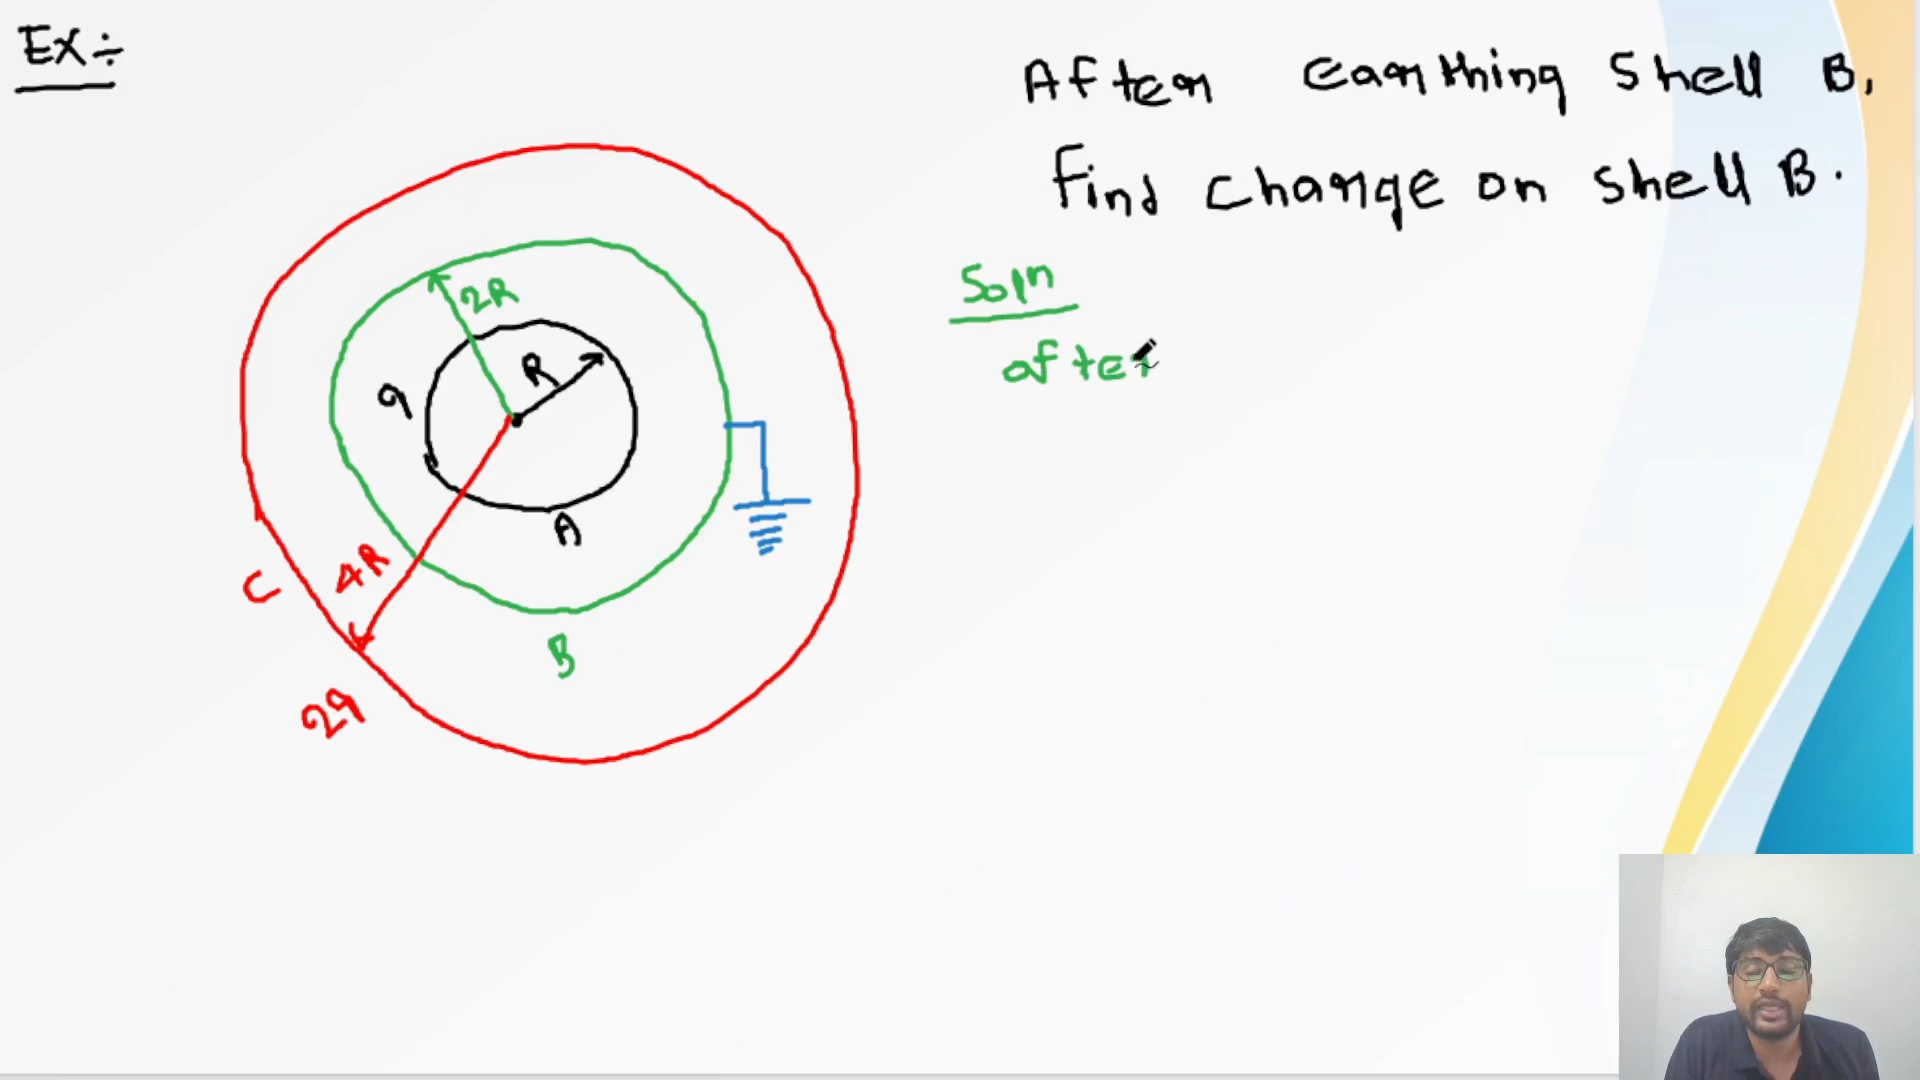 Ex÷
After earthing shell B,
Find charge on shell B.
Soln
after
2R
R
q
A
4R
C
B
2q